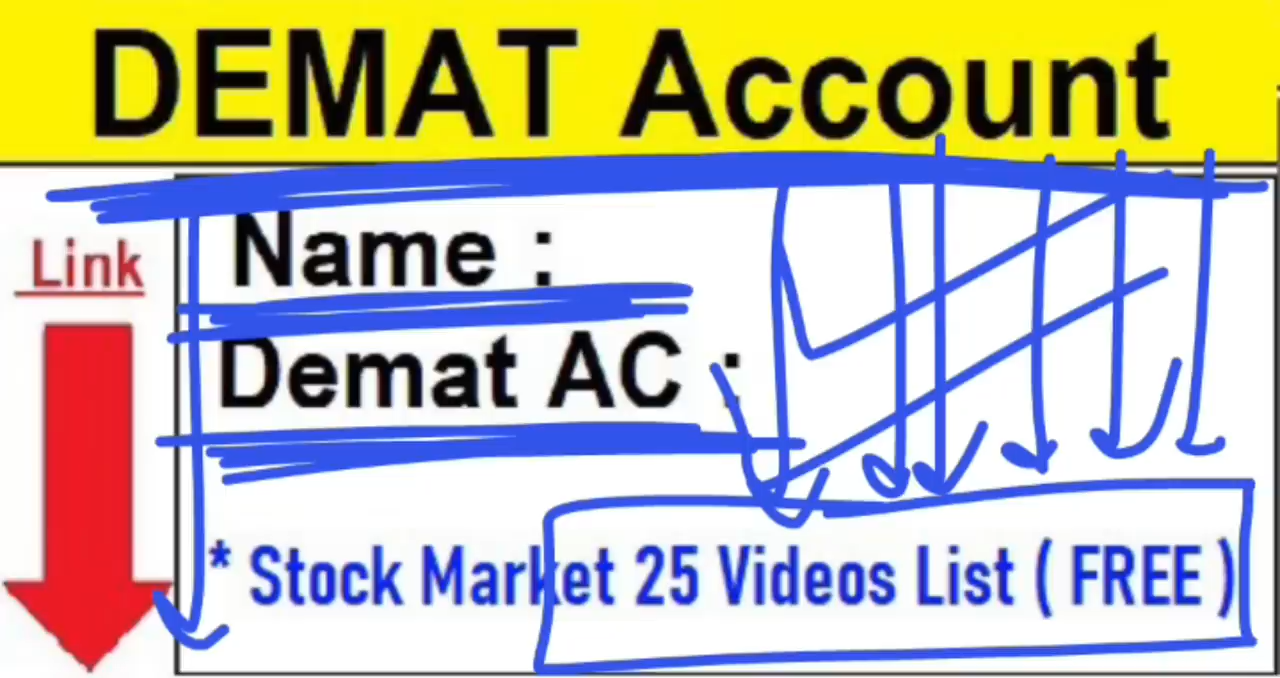 DEMAT Account
Link
Name :
Demat AC :
* Stock Market 25 Videos List ( FREE )